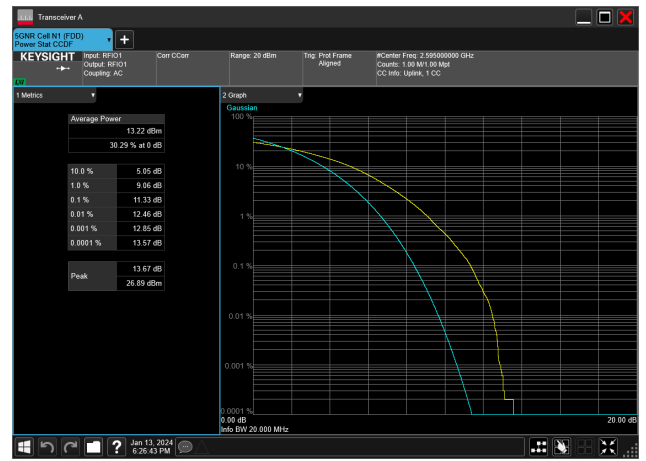 Transceiver A
5GNR Cell N1 (FDD)
Power Stat CCDF
KEYSIGHT
LW
Input: RFIO1
Output: RFIO1
Coupling: AC
Corr CCorr
Range: 20 dBm
Trig: Prot Frame
Aligned
#Center Freq: 2.595000000 GHz
Counts: 1.00 M/1.00 Mpt
CC Info: Uplink, 1 CC
1 Metrics
Average Power
13.22 dBm
30.29 % at 0 dB
10.0 % 5.05 dB
1.0 % 9.06 dB
0.1 % 11.33 dB
0.01 % 12.46 dB
0.001 % 12.85 dB
0.0001 % 13.57 dB
Peak 13.67 dB
26.89 dBm
2 Graph
Gaussian
100 %
10 %
1 %
0.1 %
0.01 %
0.001 %
0.0001 %
0.00 dB 20.00 dB
Info BW 20.000 MHz
Jan 13, 2024
6:26:43 PM